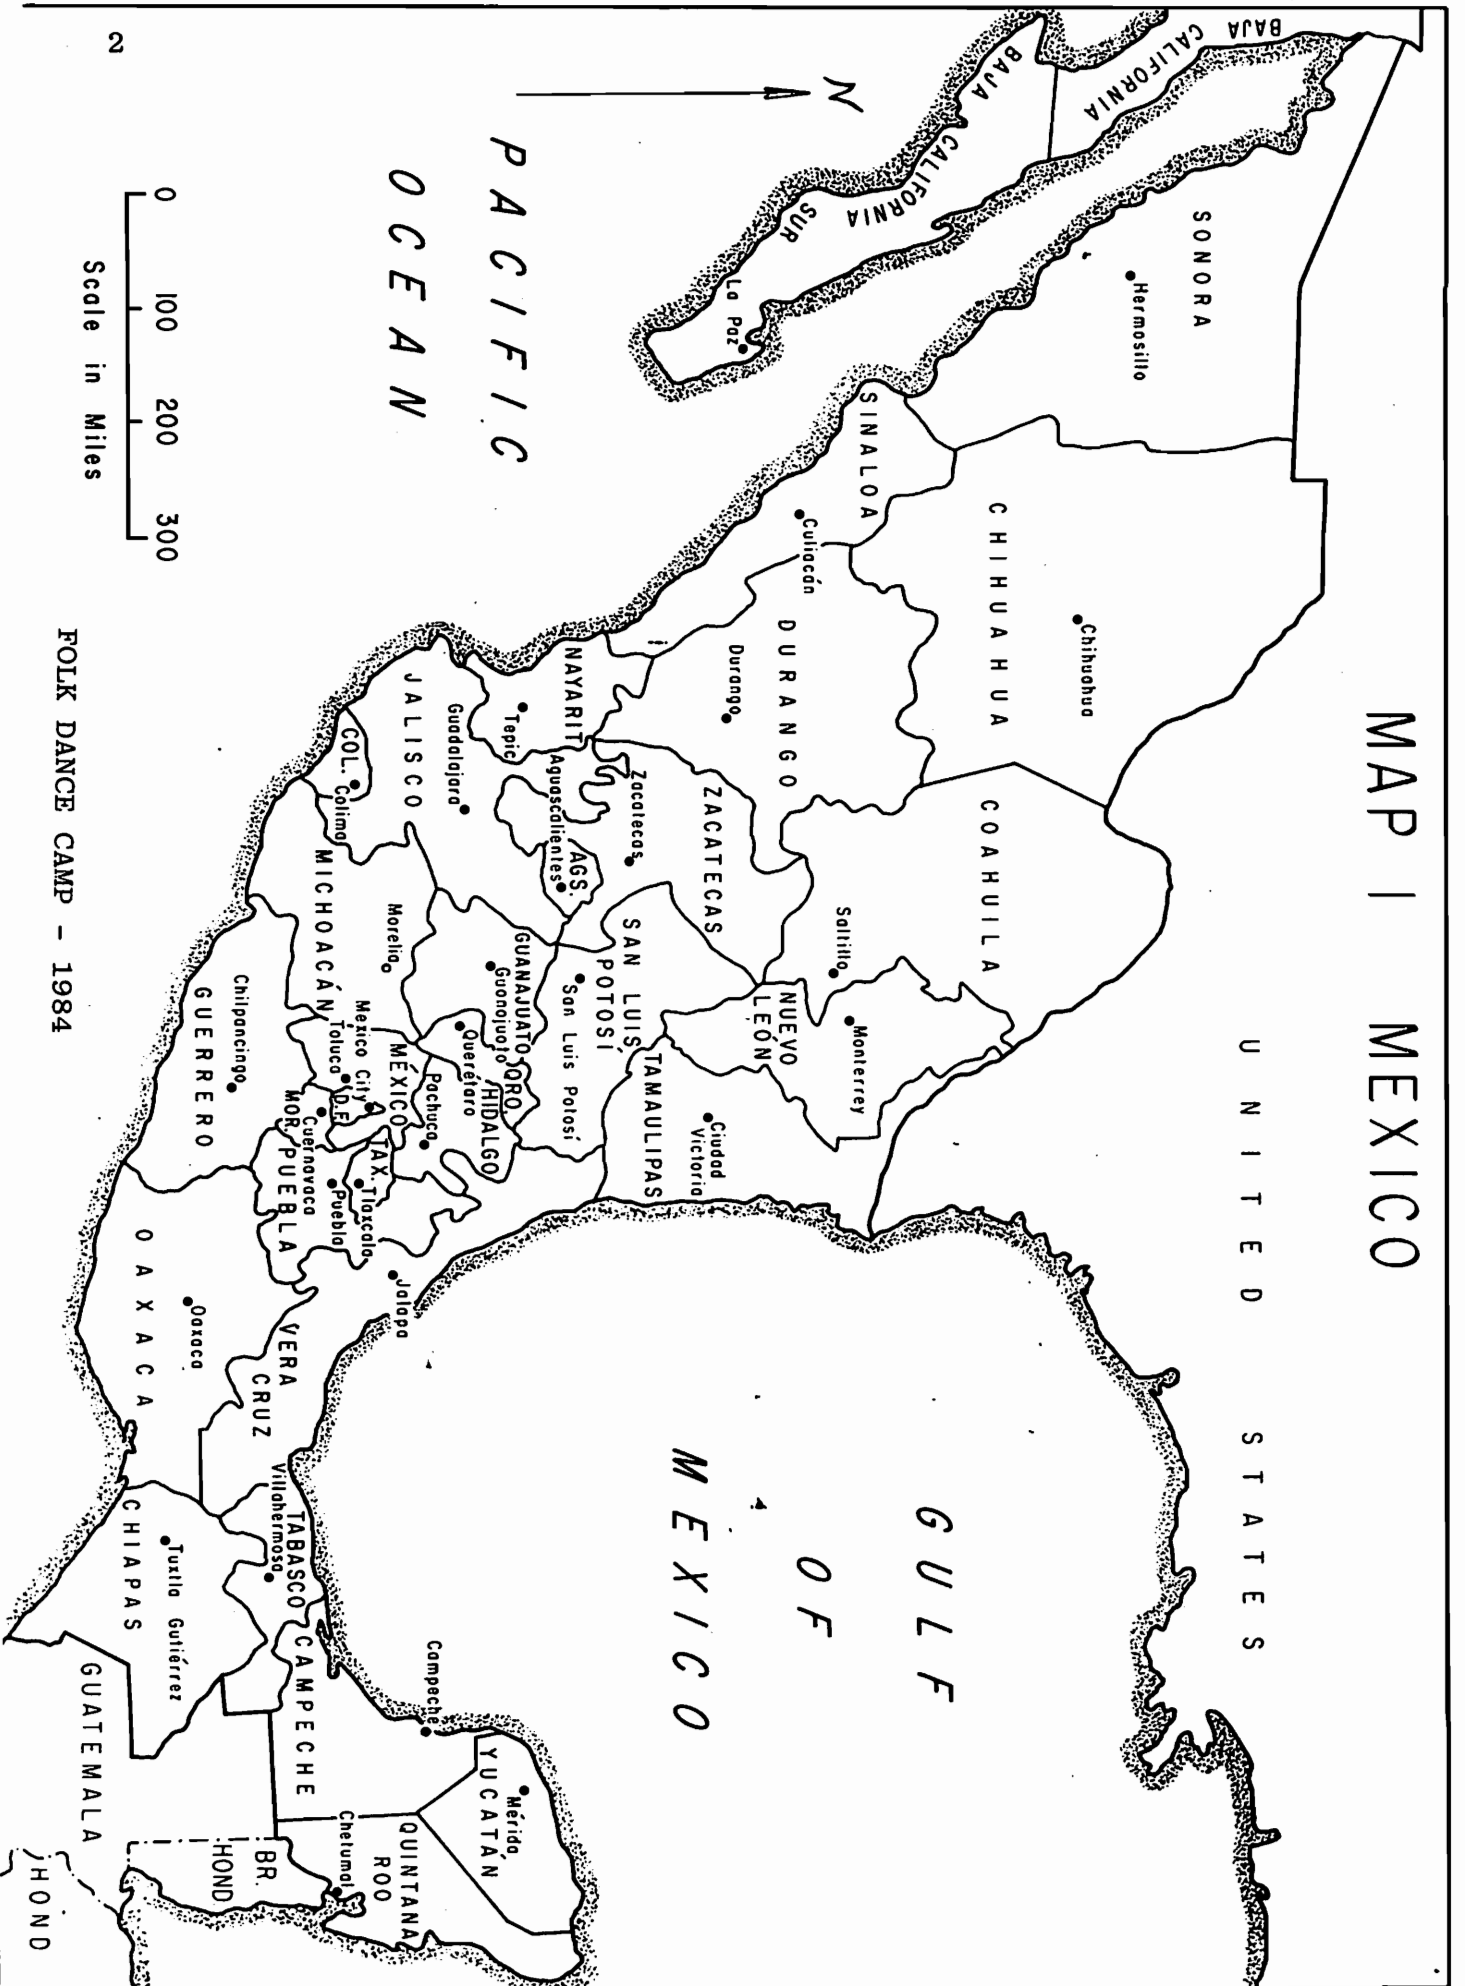 MAP I MEXICO
UNITED STATES
BAJA
CALIFORNIA
SONORA
Hermosillo
CHIHUAHUA
Chihuahua
COAHUILA
Saltillo
BAJA
CALIFORNIA
SUR
La Paz
SINALOA
Culiacán
DURANGO
Durango
NUEVO
LEÓN
Monterrey
TAMAULIPAS
Ciudad
Victoria
ZACATECAS
Zacatecas
SAN LUIS
POTOSÍ
San Luis Potosí
NAYARIT
Tepic
AGS.
Aguascalientes
JALISCO
Guadalajara
GUANAJUATO
Guanajuato
QRO.
Querétaro
HIDALGO
Pachuca
COL.
Colima
MICHOACÁN
Morelia
MÉXICO
Mexico City
Toluca
D.F.
TAX.
Tlaxcala
MOR.
Cuernavaca
PUEBLA
Puebla
GUERRERO
Chilpancingo
OAXACA
Oaxaca
VERA
CRUZ
Jalapa
TABASCO
Villahermosa
CHIAPAS
Tuxtla Gutiérrez
CAMPECHE
Campeche
YUCATÁN
Mérida
QUINTANA
ROO
Chetumal
BR.
HOND
GUATEMALA
HOND
GULF
OF
MEXICO
PACIFIC
OCEAN
N
0 100 200 300
Scale in Miles
FOLK DANCE CAMP - 1984
2